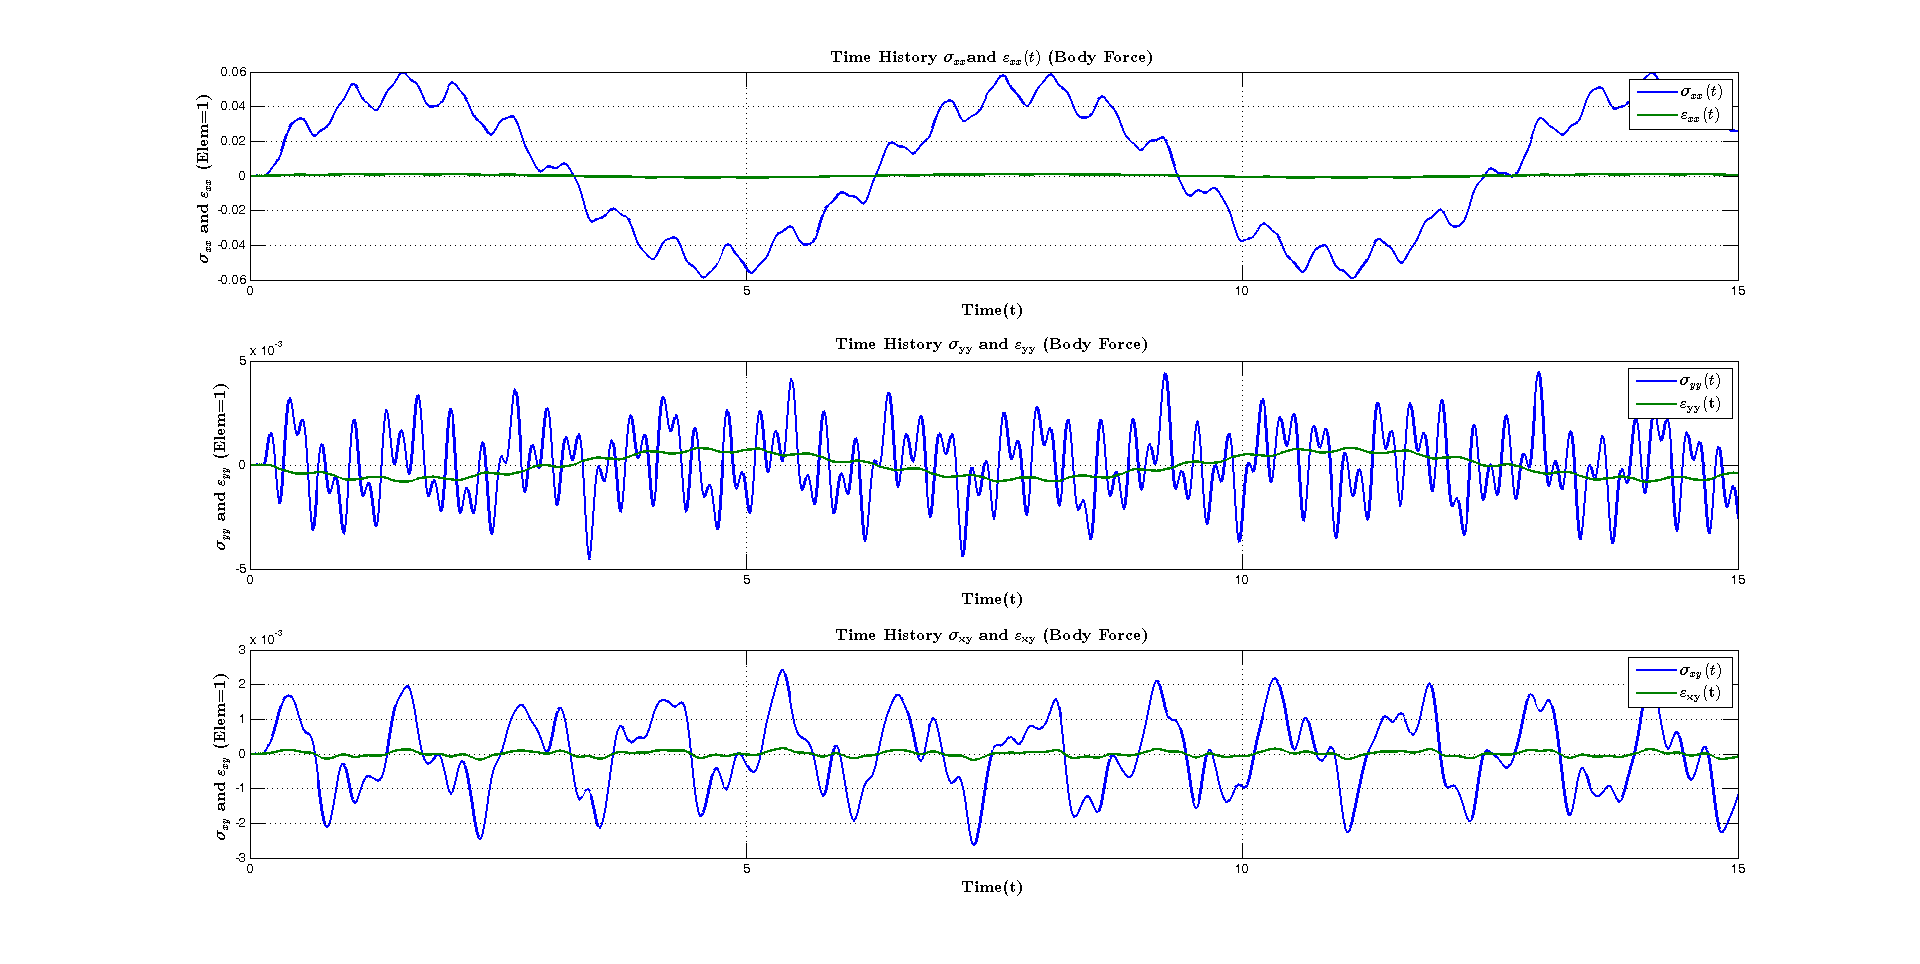 Time History σxx and εxx(t) (Body Force)
σxx and εxx (Elem=1)
0.06
0.04
0.02
0
-0.02
-0.04
-0.06
σxx(t)
εxx(t)
0 5 10 15
Time(t)
Time History σyy and εyy (Body Force)
x 10-3
σyy and εyy (Elem=1)
5
0
-5
σyy(t)
εyy(t)
0 5 10 15
Time(t)
Time History σxy and εxy (Body Force)
x 10-3
σxy and εxy (Elem=1)
3
2
1
0
-1
-2
-3
σxy(t)
εxy(t)
0 5 10 15
Time(t)